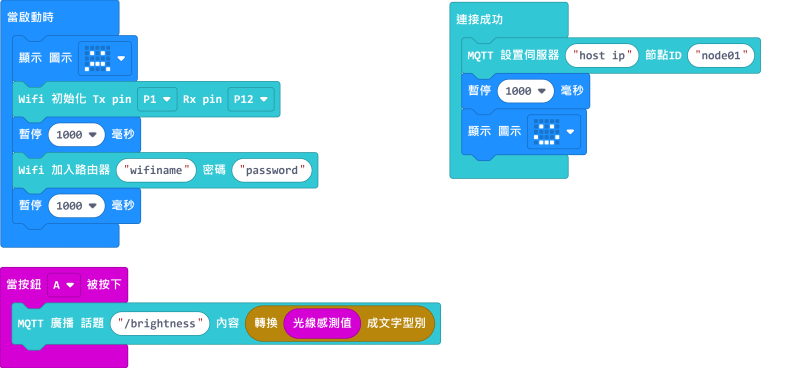 當啟動時
顯示 圖示
Wifi 初始化 Tx pin P1 Rx pin P12
暫停 1000 毫秒
Wifi 加入路由器 "wifiname" 密碼 "password"
暫停 1000 毫秒
連接成功
MQTT 設置伺服器 "host ip" 節點ID "node01"
暫停 1000 毫秒
顯示 圖示
當按鈕 A 被按下
MQTT 廣播 話題 "/brightness" 內容 轉換 光線感測值 成文字型別